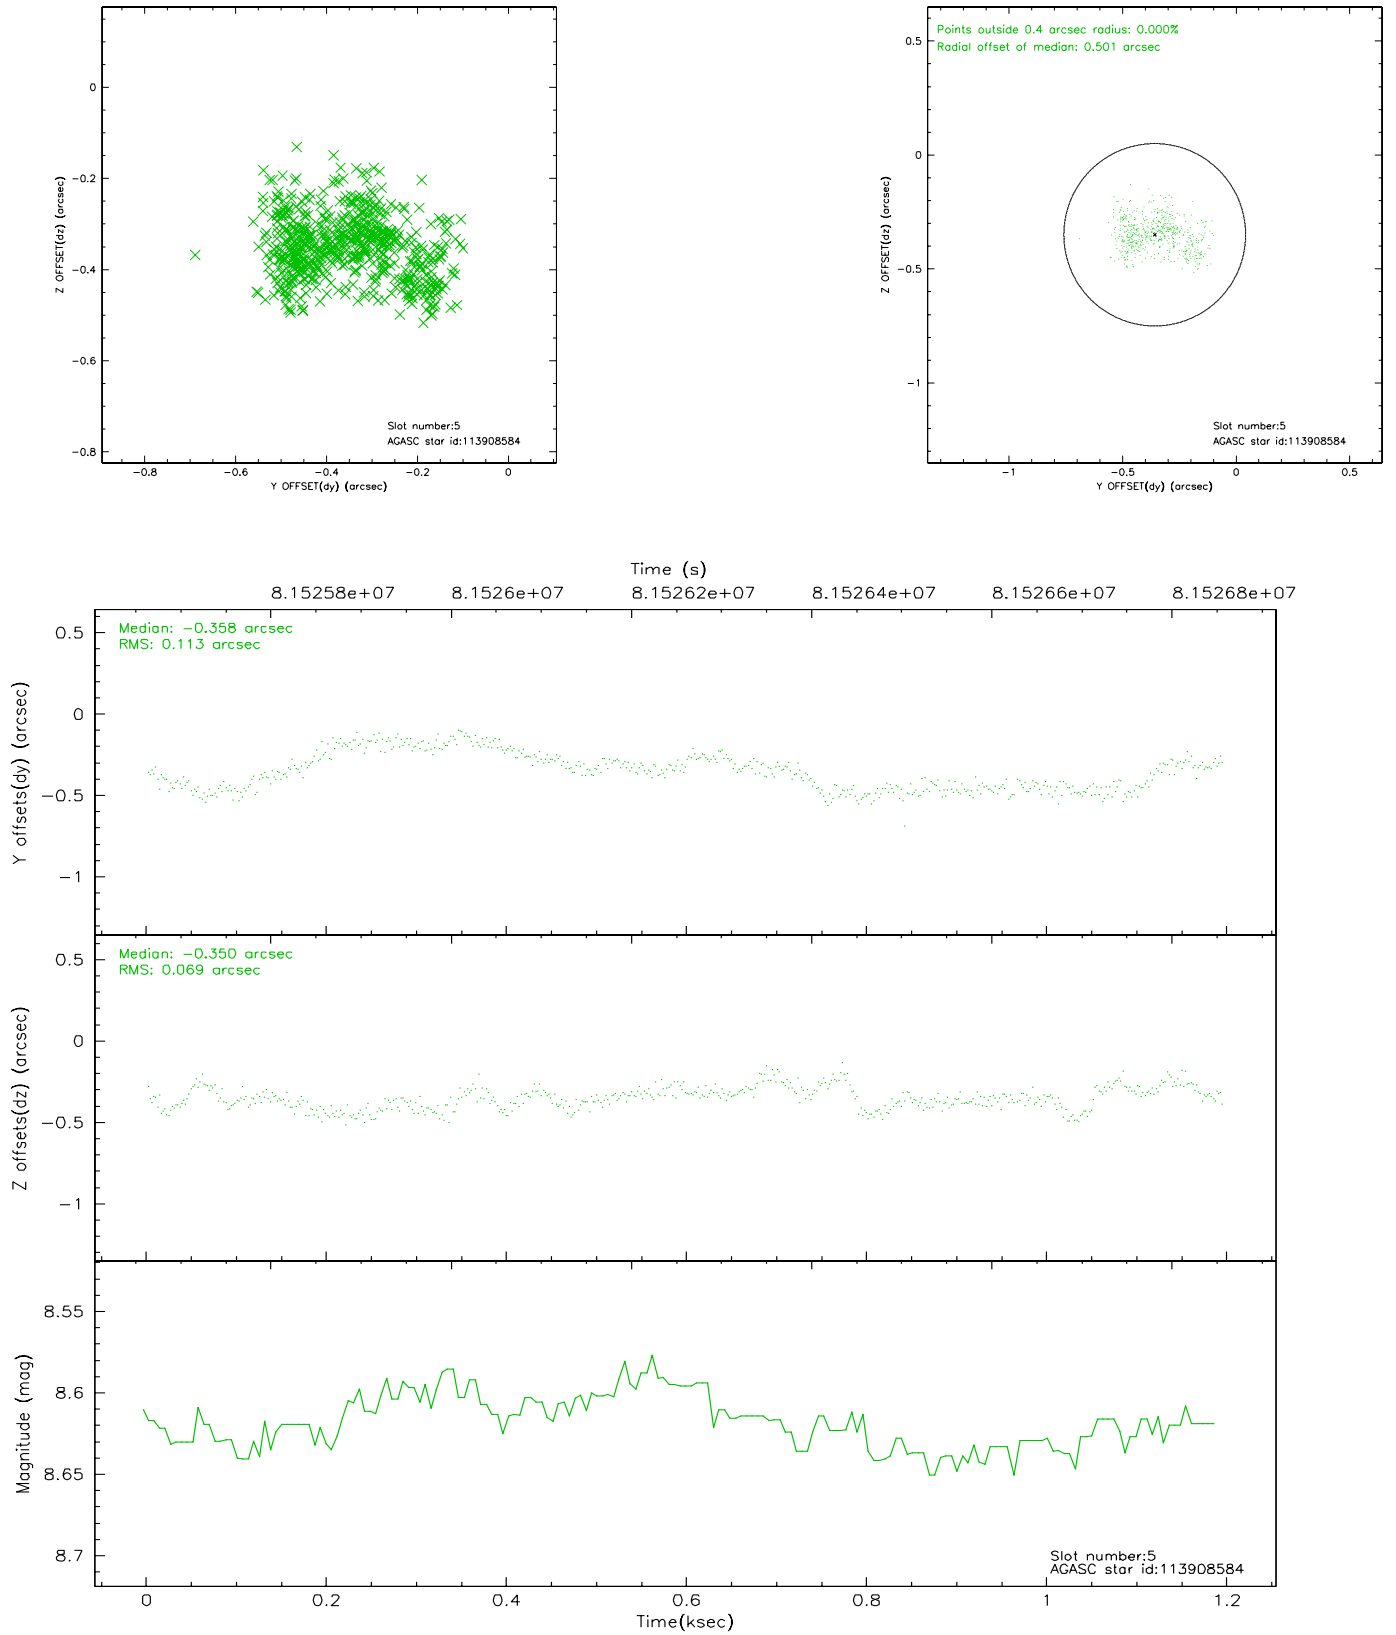 0
−0.2
−0.4
−0.6
−0.8
Z OFFSET(dz) (arcsec)
Slot number:5
AGASC star id:113908584
−0.8 −0.6 −0.4 −0.2 0
Y OFFSET(dy) (arcsec)
Points outside 0.4 arcsec radius: 0.000%
Radial offset of median: 0.501 arcsec
0.5
0
−0.5
−1
Z OFFSET(dz) (arcsec)
Slot number:5
AGASC star id:113908584
−1 −0.5 0 0.5
Y OFFSET(dy) (arcsec)
Time (s)
8.15258e+07 8.1526e+07 8.15262e+07 8.15264e+07 8.15266e+07 8.15268e+07
Median: −0.358 arcsec
RMS: 0.113 arcsec
0.5
0
−0.5
−1
Y offsets(dy) (arcsec)
Median: −0.350 arcsec
RMS: 0.069 arcsec
0.5
0
−0.5
−1
Z offsets(dz) (arcsec)
8.55
8.6
8.65
8.7
Magnitude (mag)
Slot number:5
AGASC star id:113908584
0 0.2 0.4 0.6 0.8 1 1.2
Time(ksec)